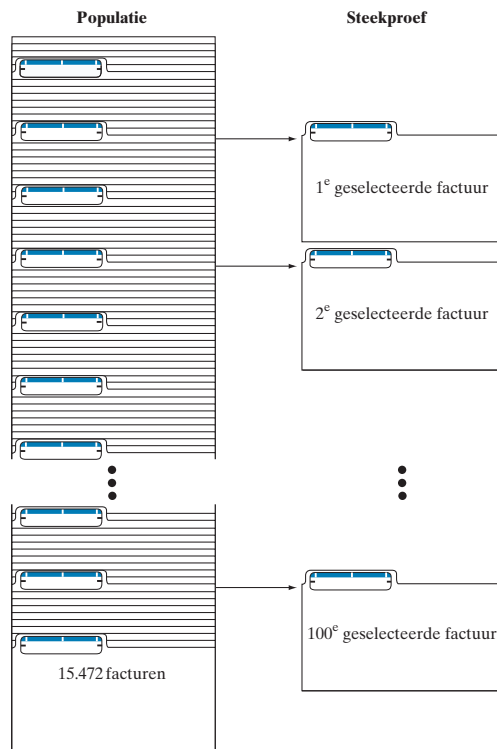 Populatie
Steekproef
1e geselecteerde factuur
2e geselecteerde factuur
100e geselecteerde factuur
15.472 facturen